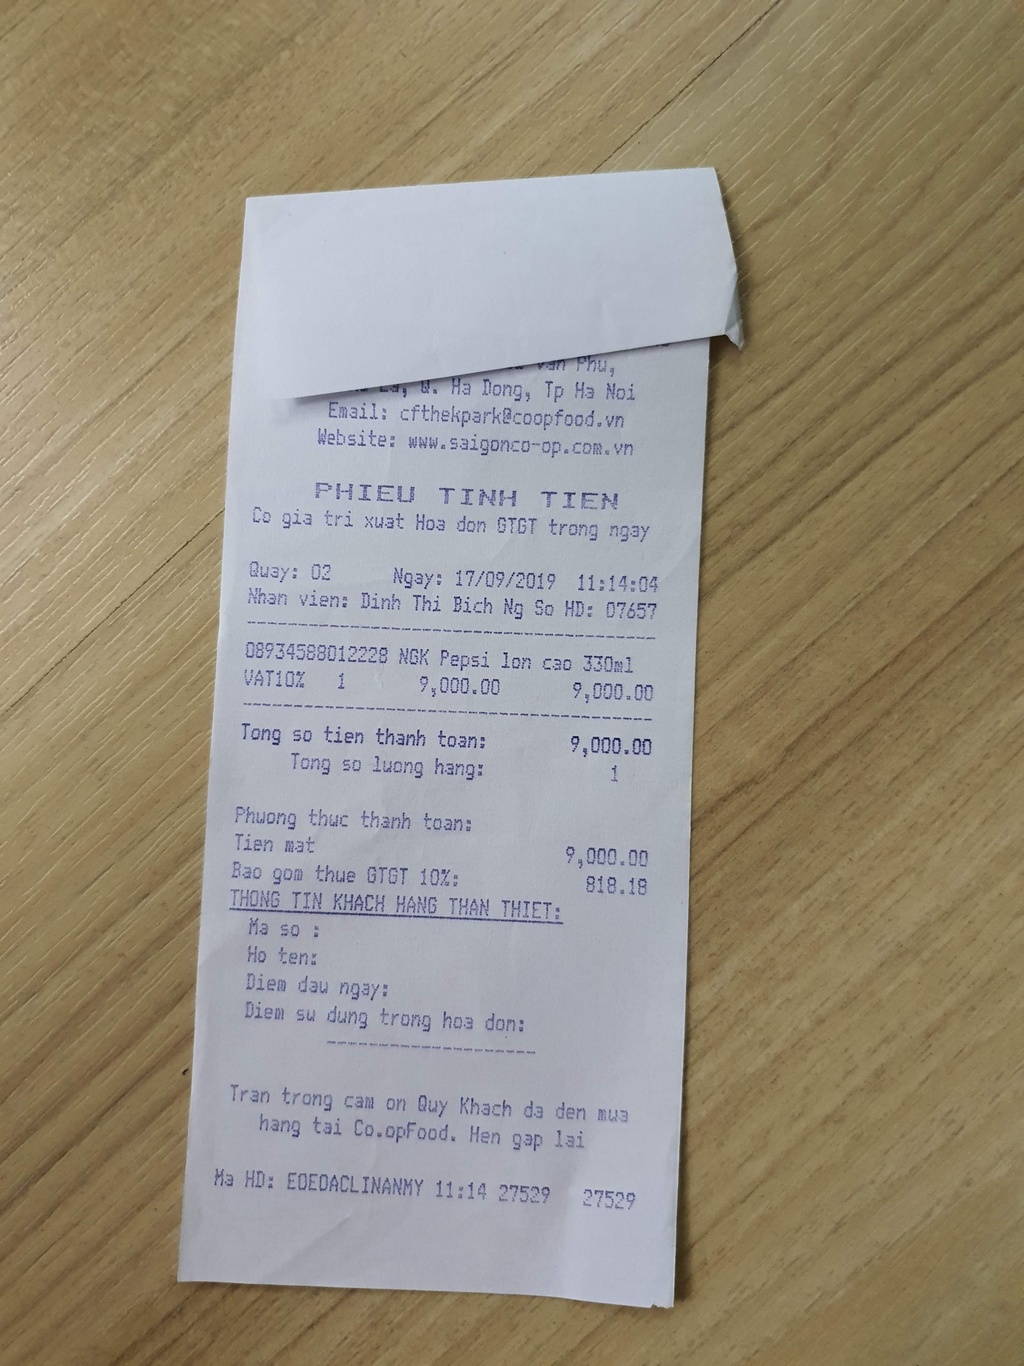 Van Phu,
La, Q. Ha Dong, Tp Ha Noi
Email: cfthekpark@coopfood.vn
Website: www.saigonco-op.com.vn
PHIEU TINH TIEN
Co gia tri xuat Hoa don GTGT trong ngay
Quay: 02 Ngay: 17/09/2019 11:14:04
Nhan vien: Dinh Thi Bich Ng So HD: 07657
08934588012228 NGK Pepsi lon cao 330ml
VAT10% 1 9,000.00 9,000.00
Tong so tien thanh toan: 9,000.00
Tong so luong hang: 1
Phuong thuc thanh toan:
Tien mat 9,000.00
Bao gom thue GTGT 10%: 818.18
THONG TIN KHACH HANG THAN THIET:
Ma so :
Ho ten:
Diem dau ngay:
Diem su dung trong hoa don:
Tran trong cam on Quy Khach da den mua
hang tai Co.opFood. Hen gap lai
Ma HD: EOEOACLINANMY 11:14 27529 27529